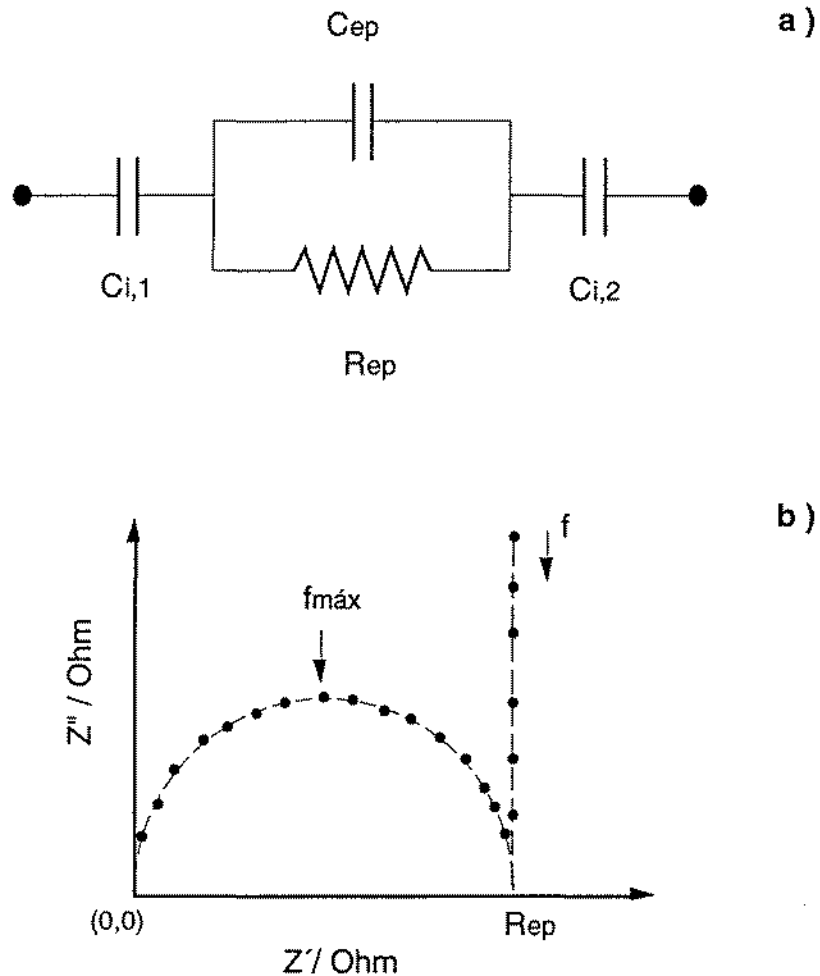 a )
Cep
Ci,1
Ci,2
Rep
b )
f
fmáx
Z" / Ohm
(0,0)
Rep
Z´/ Ohm